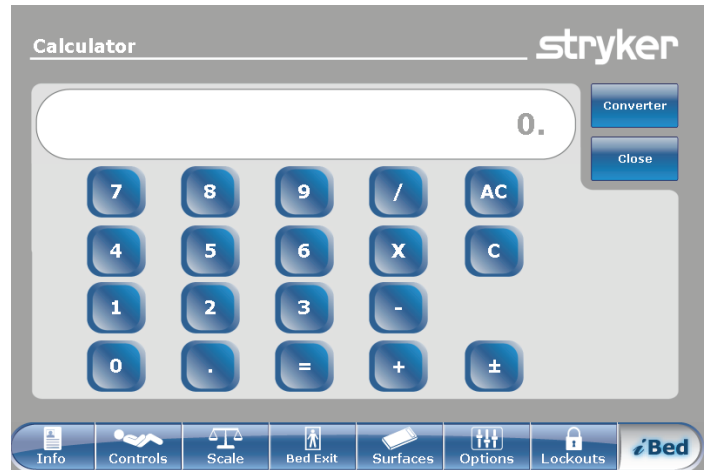 Calculator
stryker
0.
Converter
Close
7 8 9 / AC
4 5 6 X C
1 2 3 -
0 . = + ±
Info Controls Scale Bed Exit Surfaces Options Lockouts iBed